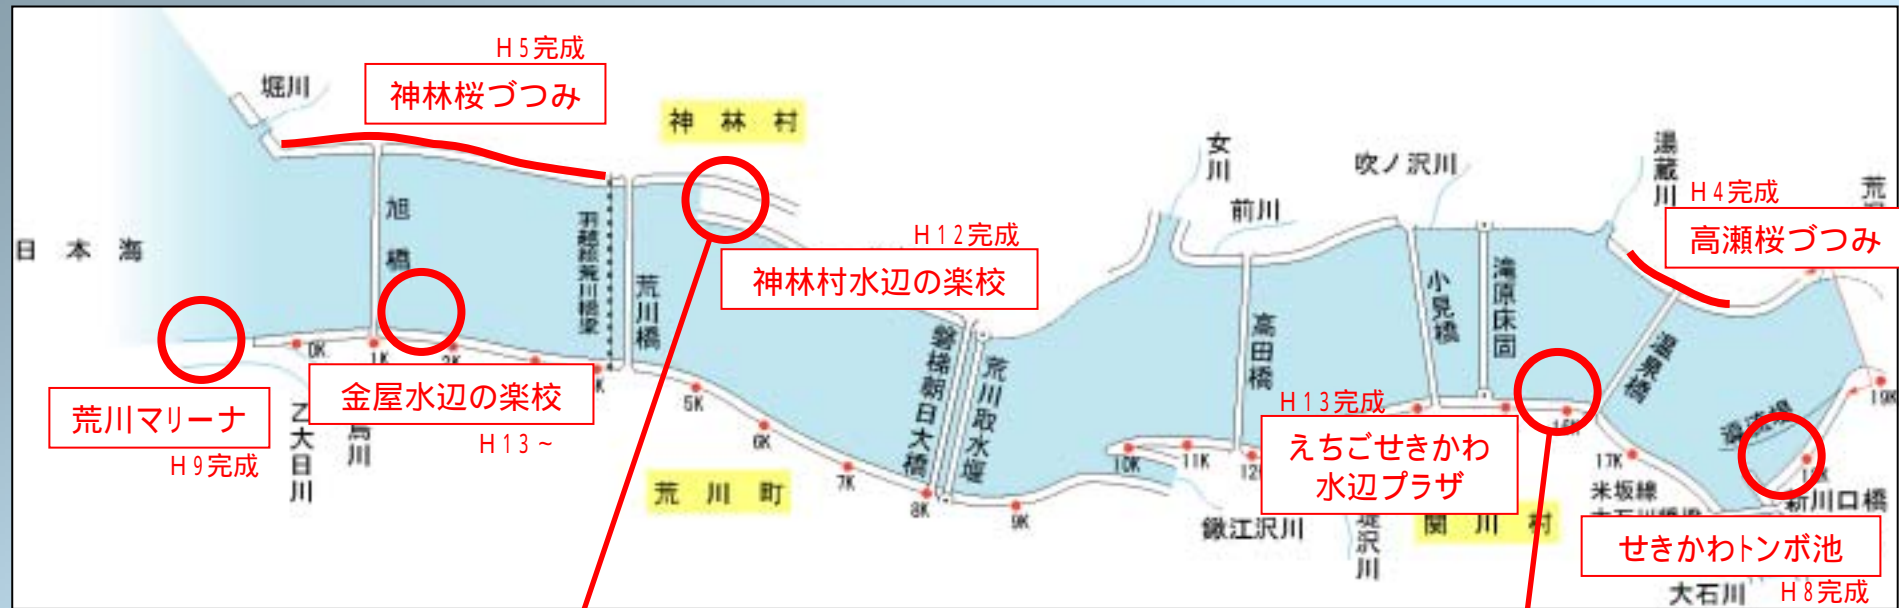 H5完成
神林桜づつみ
堀川
神林村
女川
吹ノ沢川
湯蔵川
H4完成
高瀬桜づつみ
荒
前川
日本海
旭橋
羽越線荒川橋梁
荒川橋
H12完成
神林村水辺の楽校
小見橋
滝原床固
高田橋
温泉橋
磐梯朝日大橋
荒川取水堰
0K
1K
2K
5K
6K
7K
8K
9K
10K
11K
17K
19K
荒川マリーナ
H9完成
金屋水辺の楽校
H13~
乙大日川
荒川町
鍬江沢川
H13完成
えちごせきかわ
水辺プラザ
関川村
米坂線
新川口橋
せきかわトンボ池
大石川
H8完成